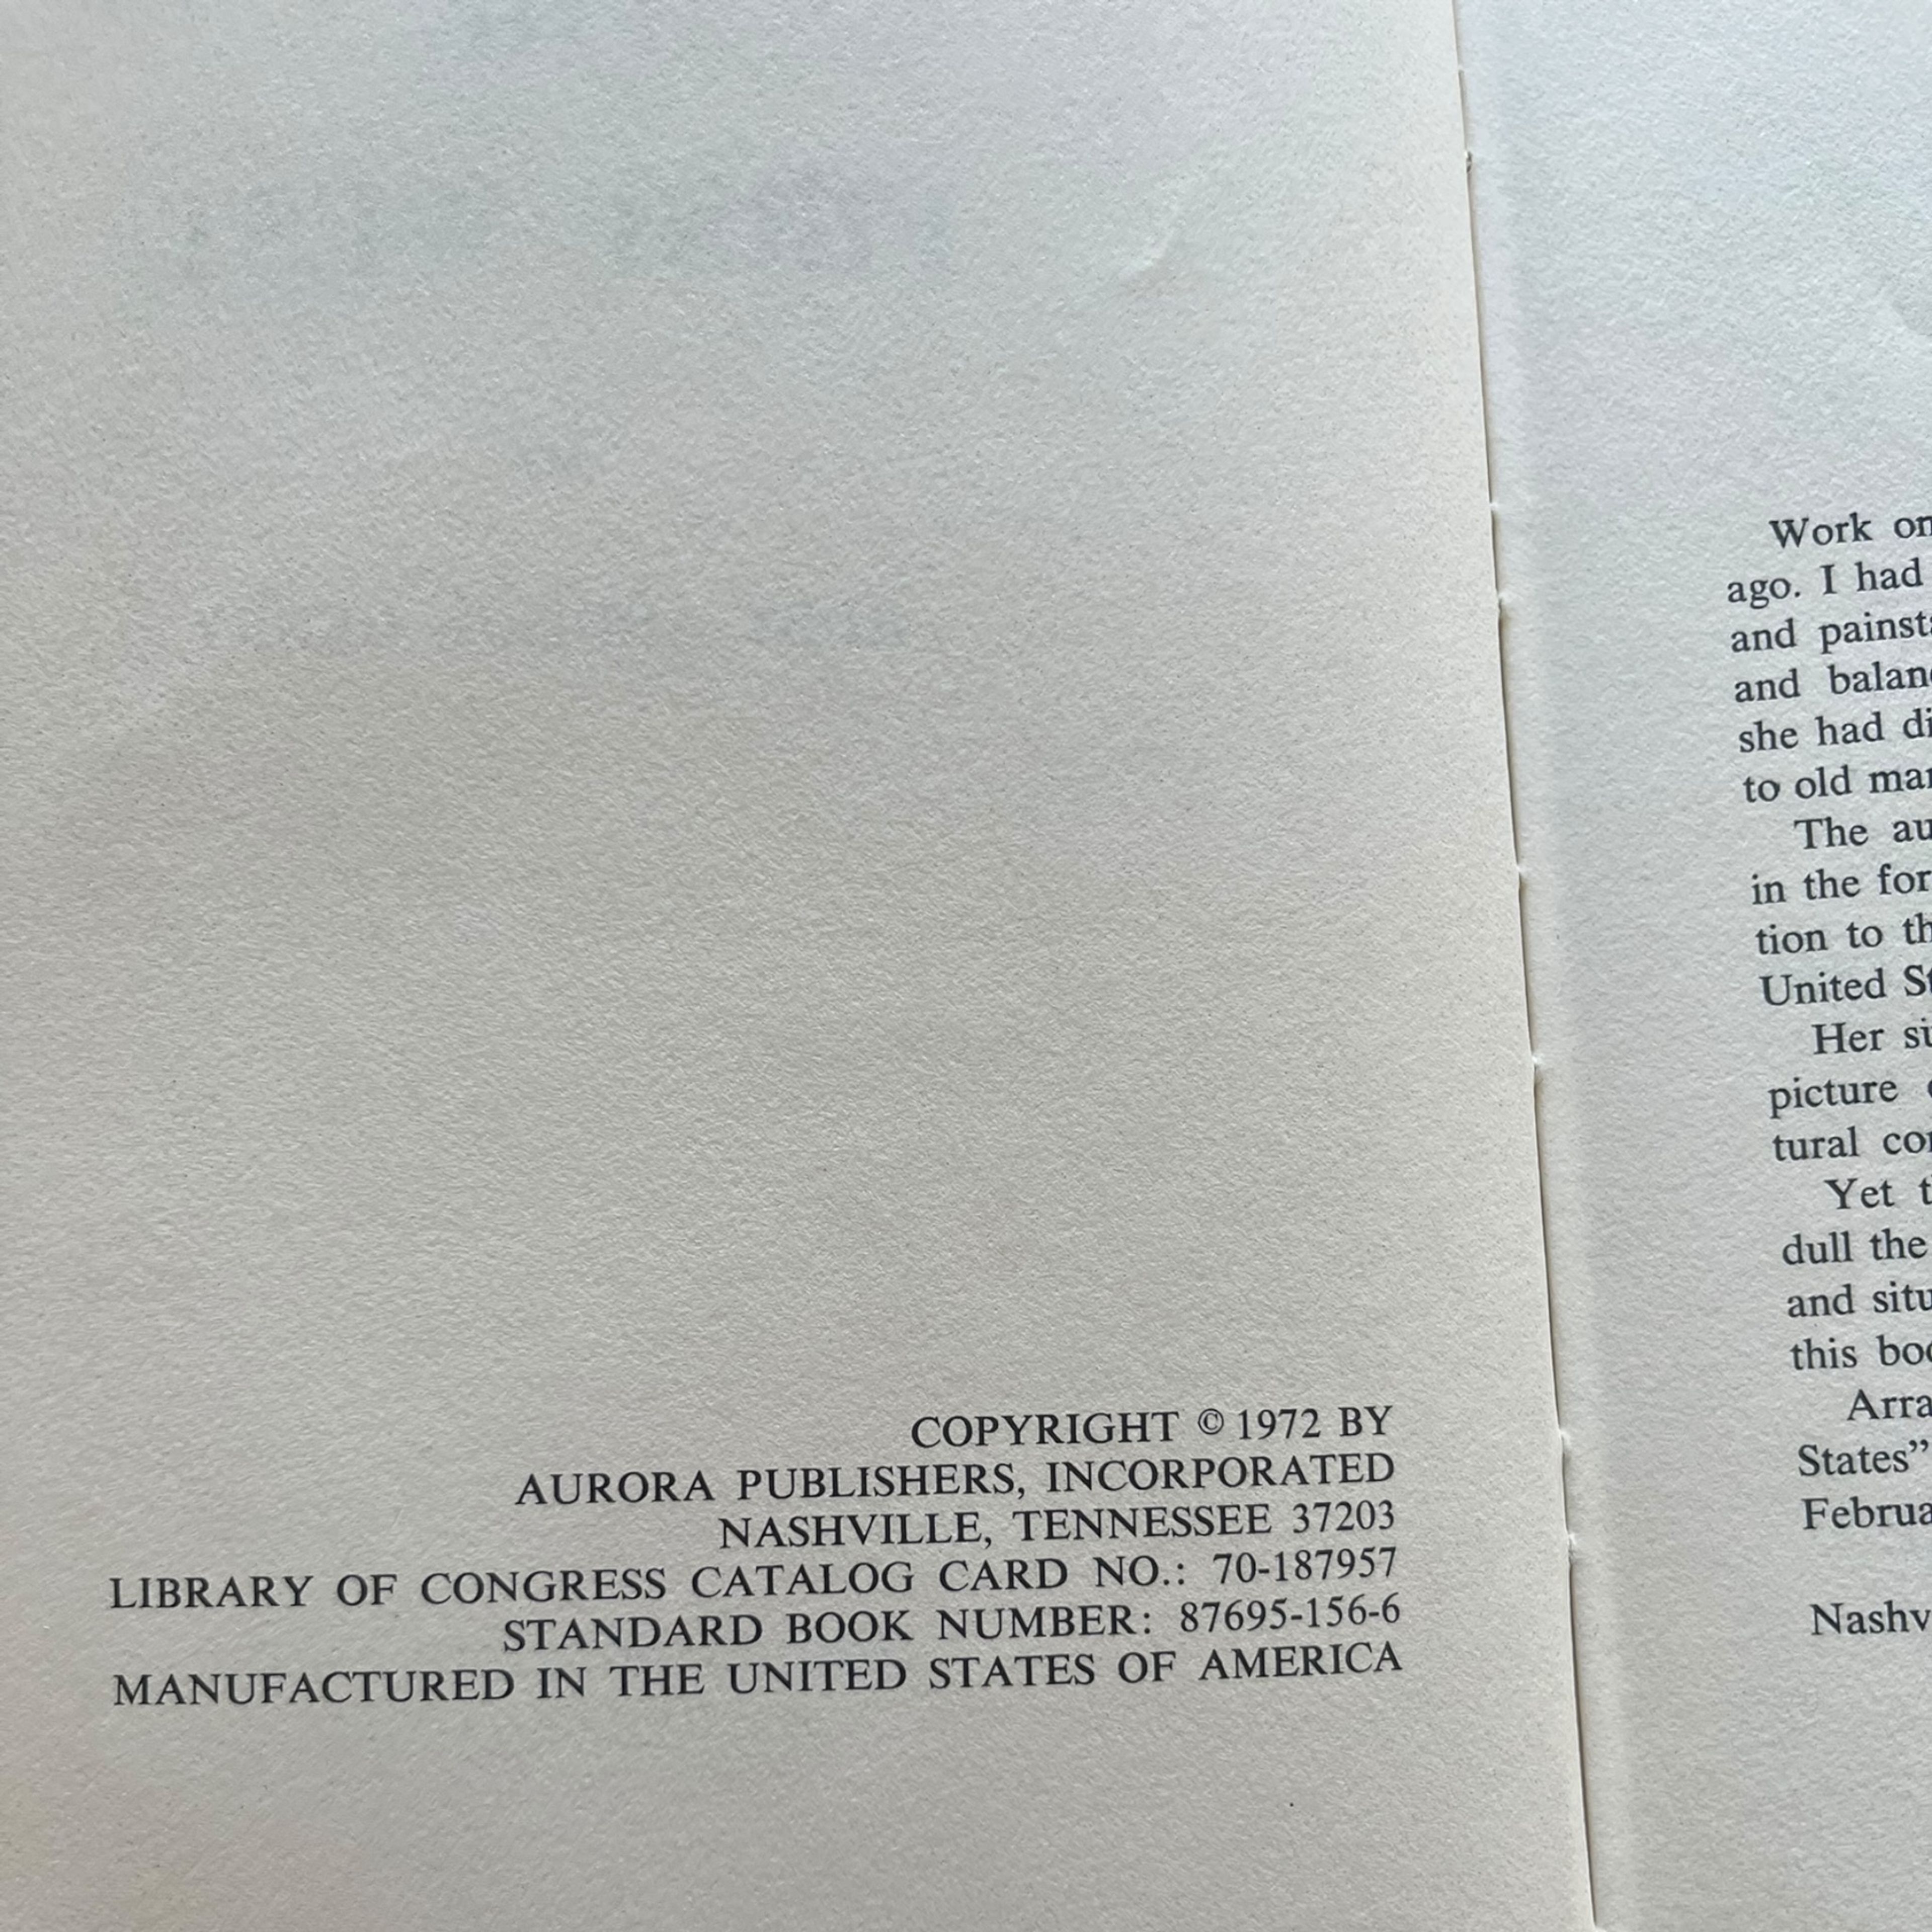 COPYRIGHT © 1972 BY
AURORA PUBLISHERS, INCORPORATED
NASHVILLE, TENNESSEE 37203
LIBRARY OF CONGRESS CATALOG CARD NO.: 70-187957
STANDARD BOOK NUMBER: 87695-156-6
MANUFACTURED IN THE UNITED STATES OF AMERICA
Work
ago. I had
and
and
she had
to old
The
in the
tion to
United
Her
picture
tural
Yet
dull the
and
this
States”